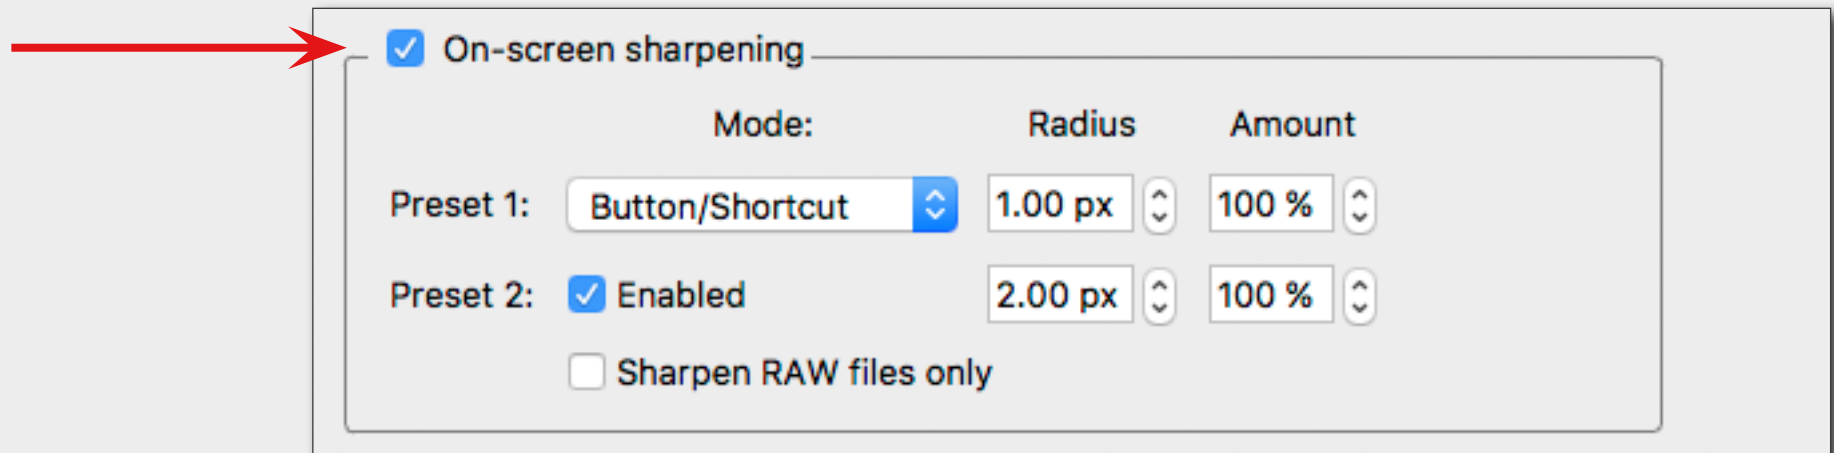 On-screen sharpening
Mode: Radius Amount
Preset 1: Button/Shortcut 1.00 px 100 %
Preset 2: Enabled 2.00 px 100 %
Sharpen RAW files only